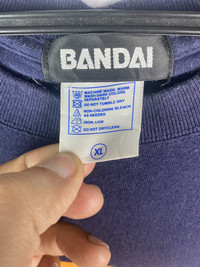 BANDAI
MACHINE WASH, WARM
WASH DARK COLORS
SEPARATELY
DO NOT TUMBLE DRY
NON-CHLORINE BLEACH
AS NEEDED
IRON, LOW
DO NOT DRYCLEAN
XL